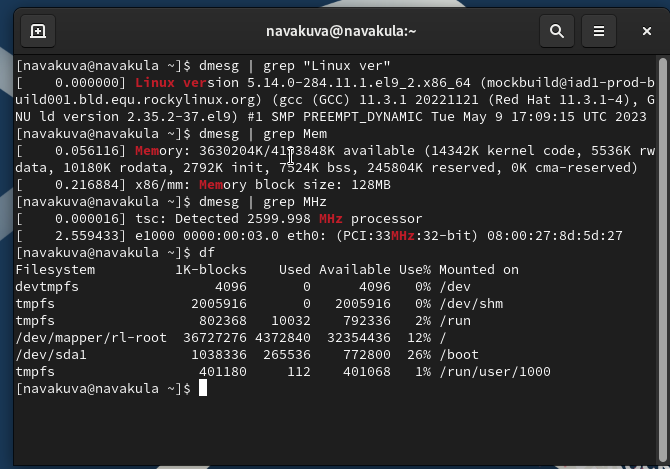 navakuva@navakula:~
[navakuva@navakula ~]$ dmesg | grep "Linux ver"
[    0.000000] Linux version 5.14.0-284.11.1.el9_2.x86_64 (mockbuild@iad1-prod-b
uild001.bld.equ.rockylinux.org) (gcc (GCC) 11.3.1 20221121 (Red Hat 11.3.1-4), G
NU ld version 2.35.2-37.el9) #1 SMP PREEMPT_DYNAMIC Tue May 9 17:09:15 UTC 2023
[navakuva@navakula ~]$ dmesg | grep Mem
[    0.056116] Memory: 3630204K/4193848K available (14342K kernel code, 5536K rw
data, 10180K rodata, 2792K init, 7524K bss, 245804K reserved, 0K cma-reserved)
[    0.216884] x86/mm: Memory block size: 128MB
[navakuva@navakula ~]$ dmesg | grep MHz
[    0.000016] tsc: Detected 2599.998 MHz processor
[    2.559433] e1000 0000:00:03.0 eth0: (PCI:33MHz:32-bit) 08:00:27:8d:5d:27
[navakuva@navakula ~]$ df
Filesystem          1K-blocks    Used Available Use% Mounted on
devtmpfs                 4096       0      4096   0% /dev
tmpfs                 2005916       0   2005916   0% /dev/shm
tmpfs                  802368   10032    792336   2% /run
/dev/mapper/rl-root  36727276 4372840  32354436  12% /
/dev/sda1             1038336  265536    772800  26% /boot
tmpfs                  401180     112    401068   1% /run/user/1000
[navakuva@navakula ~]$